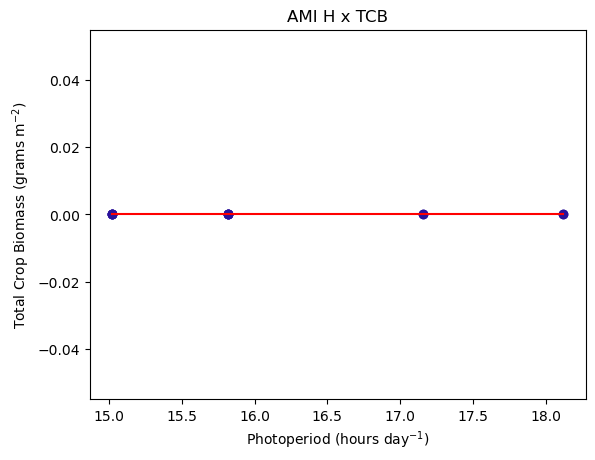 AMI H x TCB
0.04
0.02
0.00
−0.02
−0.04
Total Crop Biomass (grams m⁻²)
15.0 15.5 16.0 16.5 17.0 17.5 18.0
Photoperiod (hours day⁻¹)